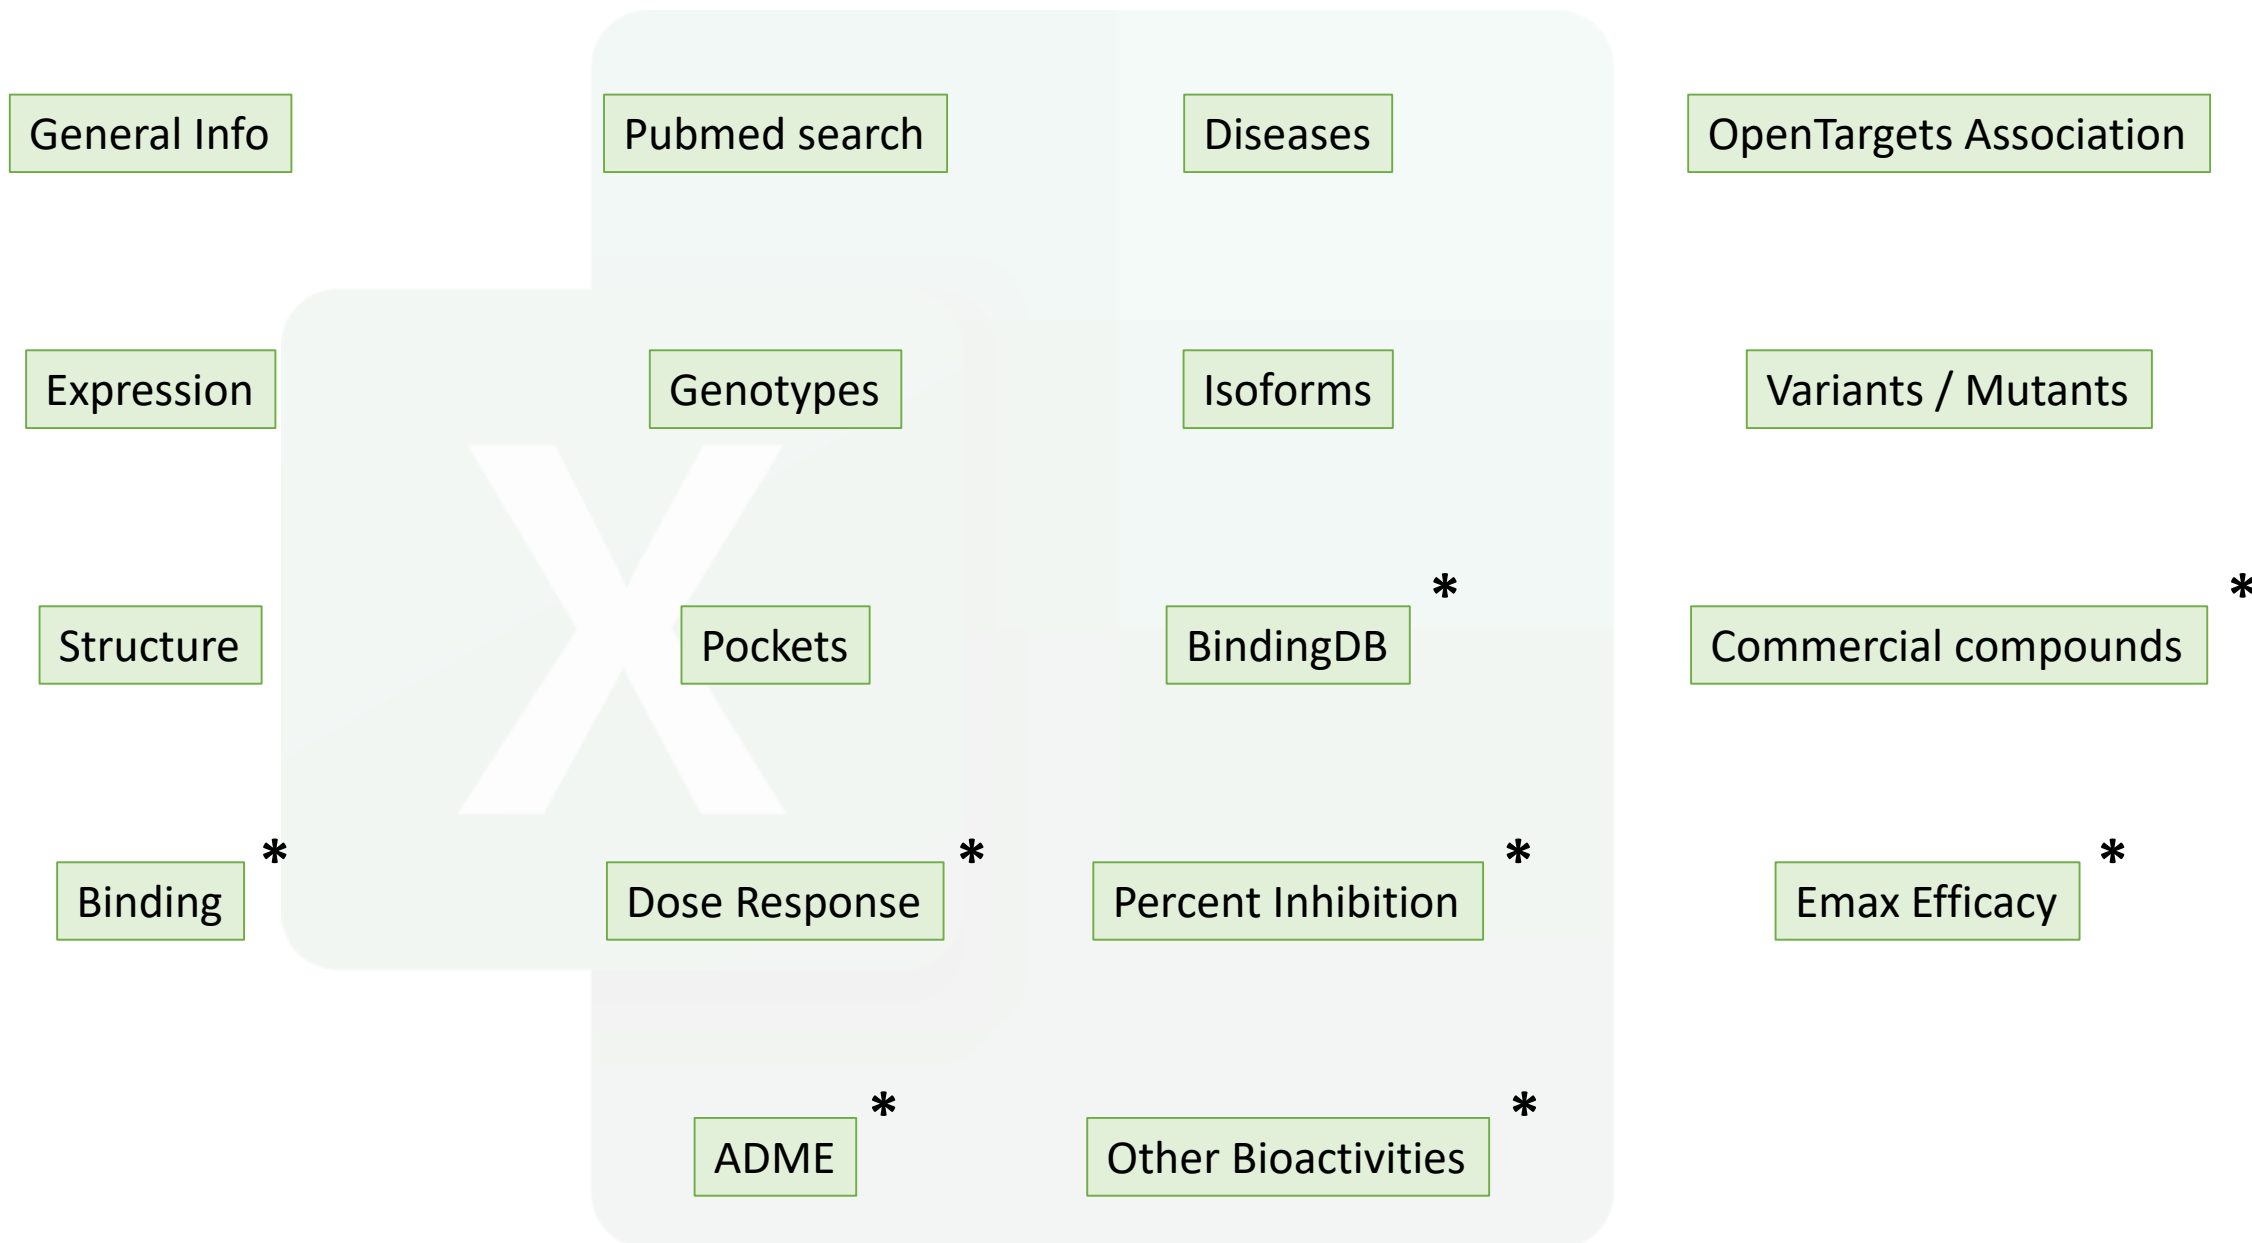 General Info
Pubmed search
Diseases
OpenTargets Association
Expression
Genotypes
Isoforms
Variants / Mutants
Structure
Pockets
BindingDB *
Commercial compounds *
Binding *
Dose Response *
Percent Inhibition *
Emax Efficacy *
ADME *
Other Bioactivities *
X